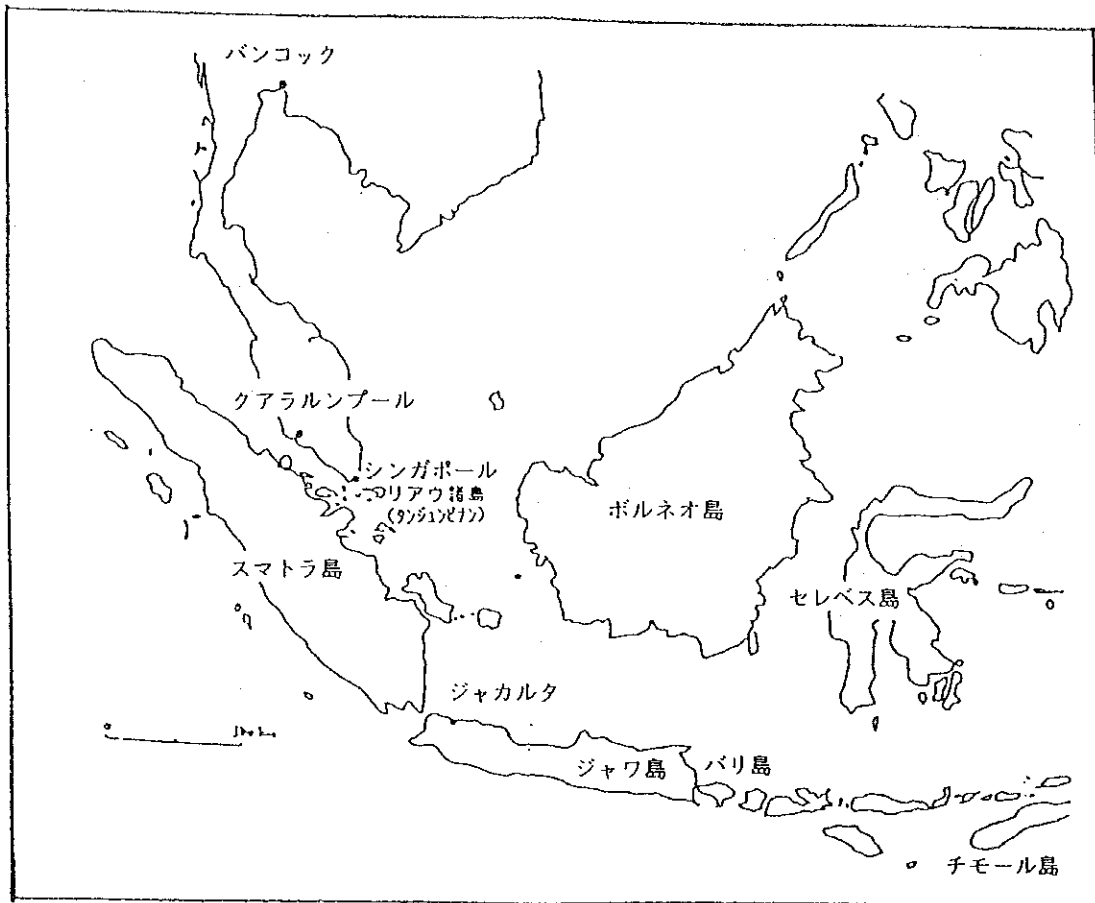 バンコック
グアラルンプール
シンガポール
リアウ諸島
(タンジュンピナン)
ボルネオ島
スマトラ島
セレベス島
ジャカルタ
ジャワ島
バリ島
チモール島
0